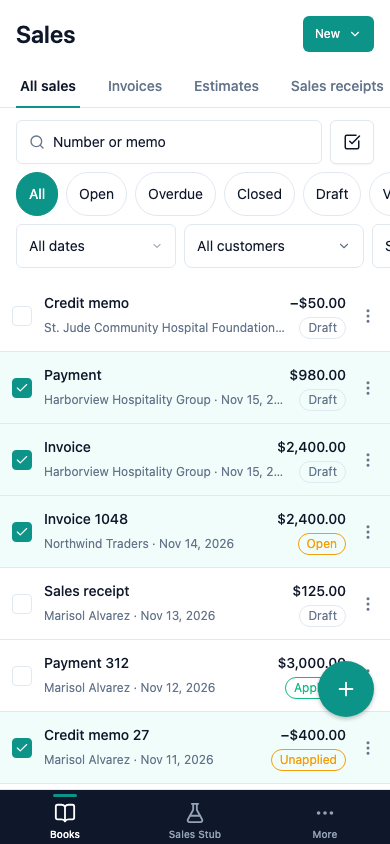 Sales
New
All sales Invoices Estimates Sales receipts
Number or memo
All Open Overdue Closed Draft
All dates All customers
Credit memo −$50.00
St. Jude Community Hospital Foundation... Draft
Payment $980.00
Harborview Hospitality Group · Nov 15, 2... Draft
Invoice $2,400.00
Harborview Hospitality Group · Nov 15, 2... Draft
Invoice 1048 $2,400.00
Northwind Traders · Nov 14, 2026 Open
Sales receipt $125.00
Marisol Alvarez · Nov 13, 2026 Draft
Payment 312 $3,000.00
Marisol Alvarez · Nov 12, 2026
Credit memo 27 −$400.00
Marisol Alvarez · Nov 11, 2026 Unapplied
Books Sales Stub More